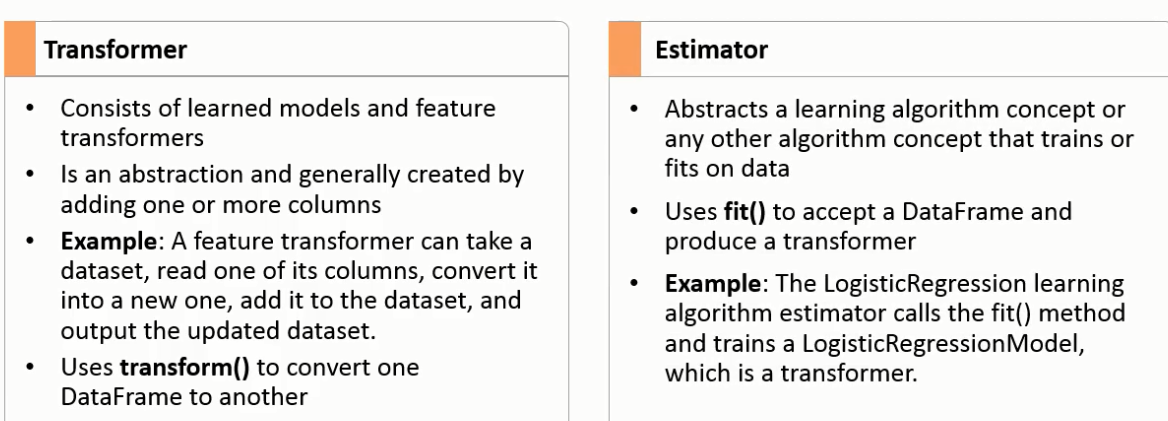 Transformer
• Consists of learned models and feature
transformers
• Is an abstraction and generally created by
adding one or more columns
• Example: A feature transformer can take a
dataset, read one of its columns, convert it
into a new one, add it to the dataset, and
output the updated dataset.
• Uses transform() to convert one
DataFrame to another
Estimator
• Abstracts a learning algorithm concept or
any other algorithm concept that trains or
fits on data
• Uses fit() to accept a DataFrame and
produce a transformer
• Example: The LogisticRegression learning
algorithm estimator calls the fit() method
and trains a LogisticRegressionModel,
which is a transformer.